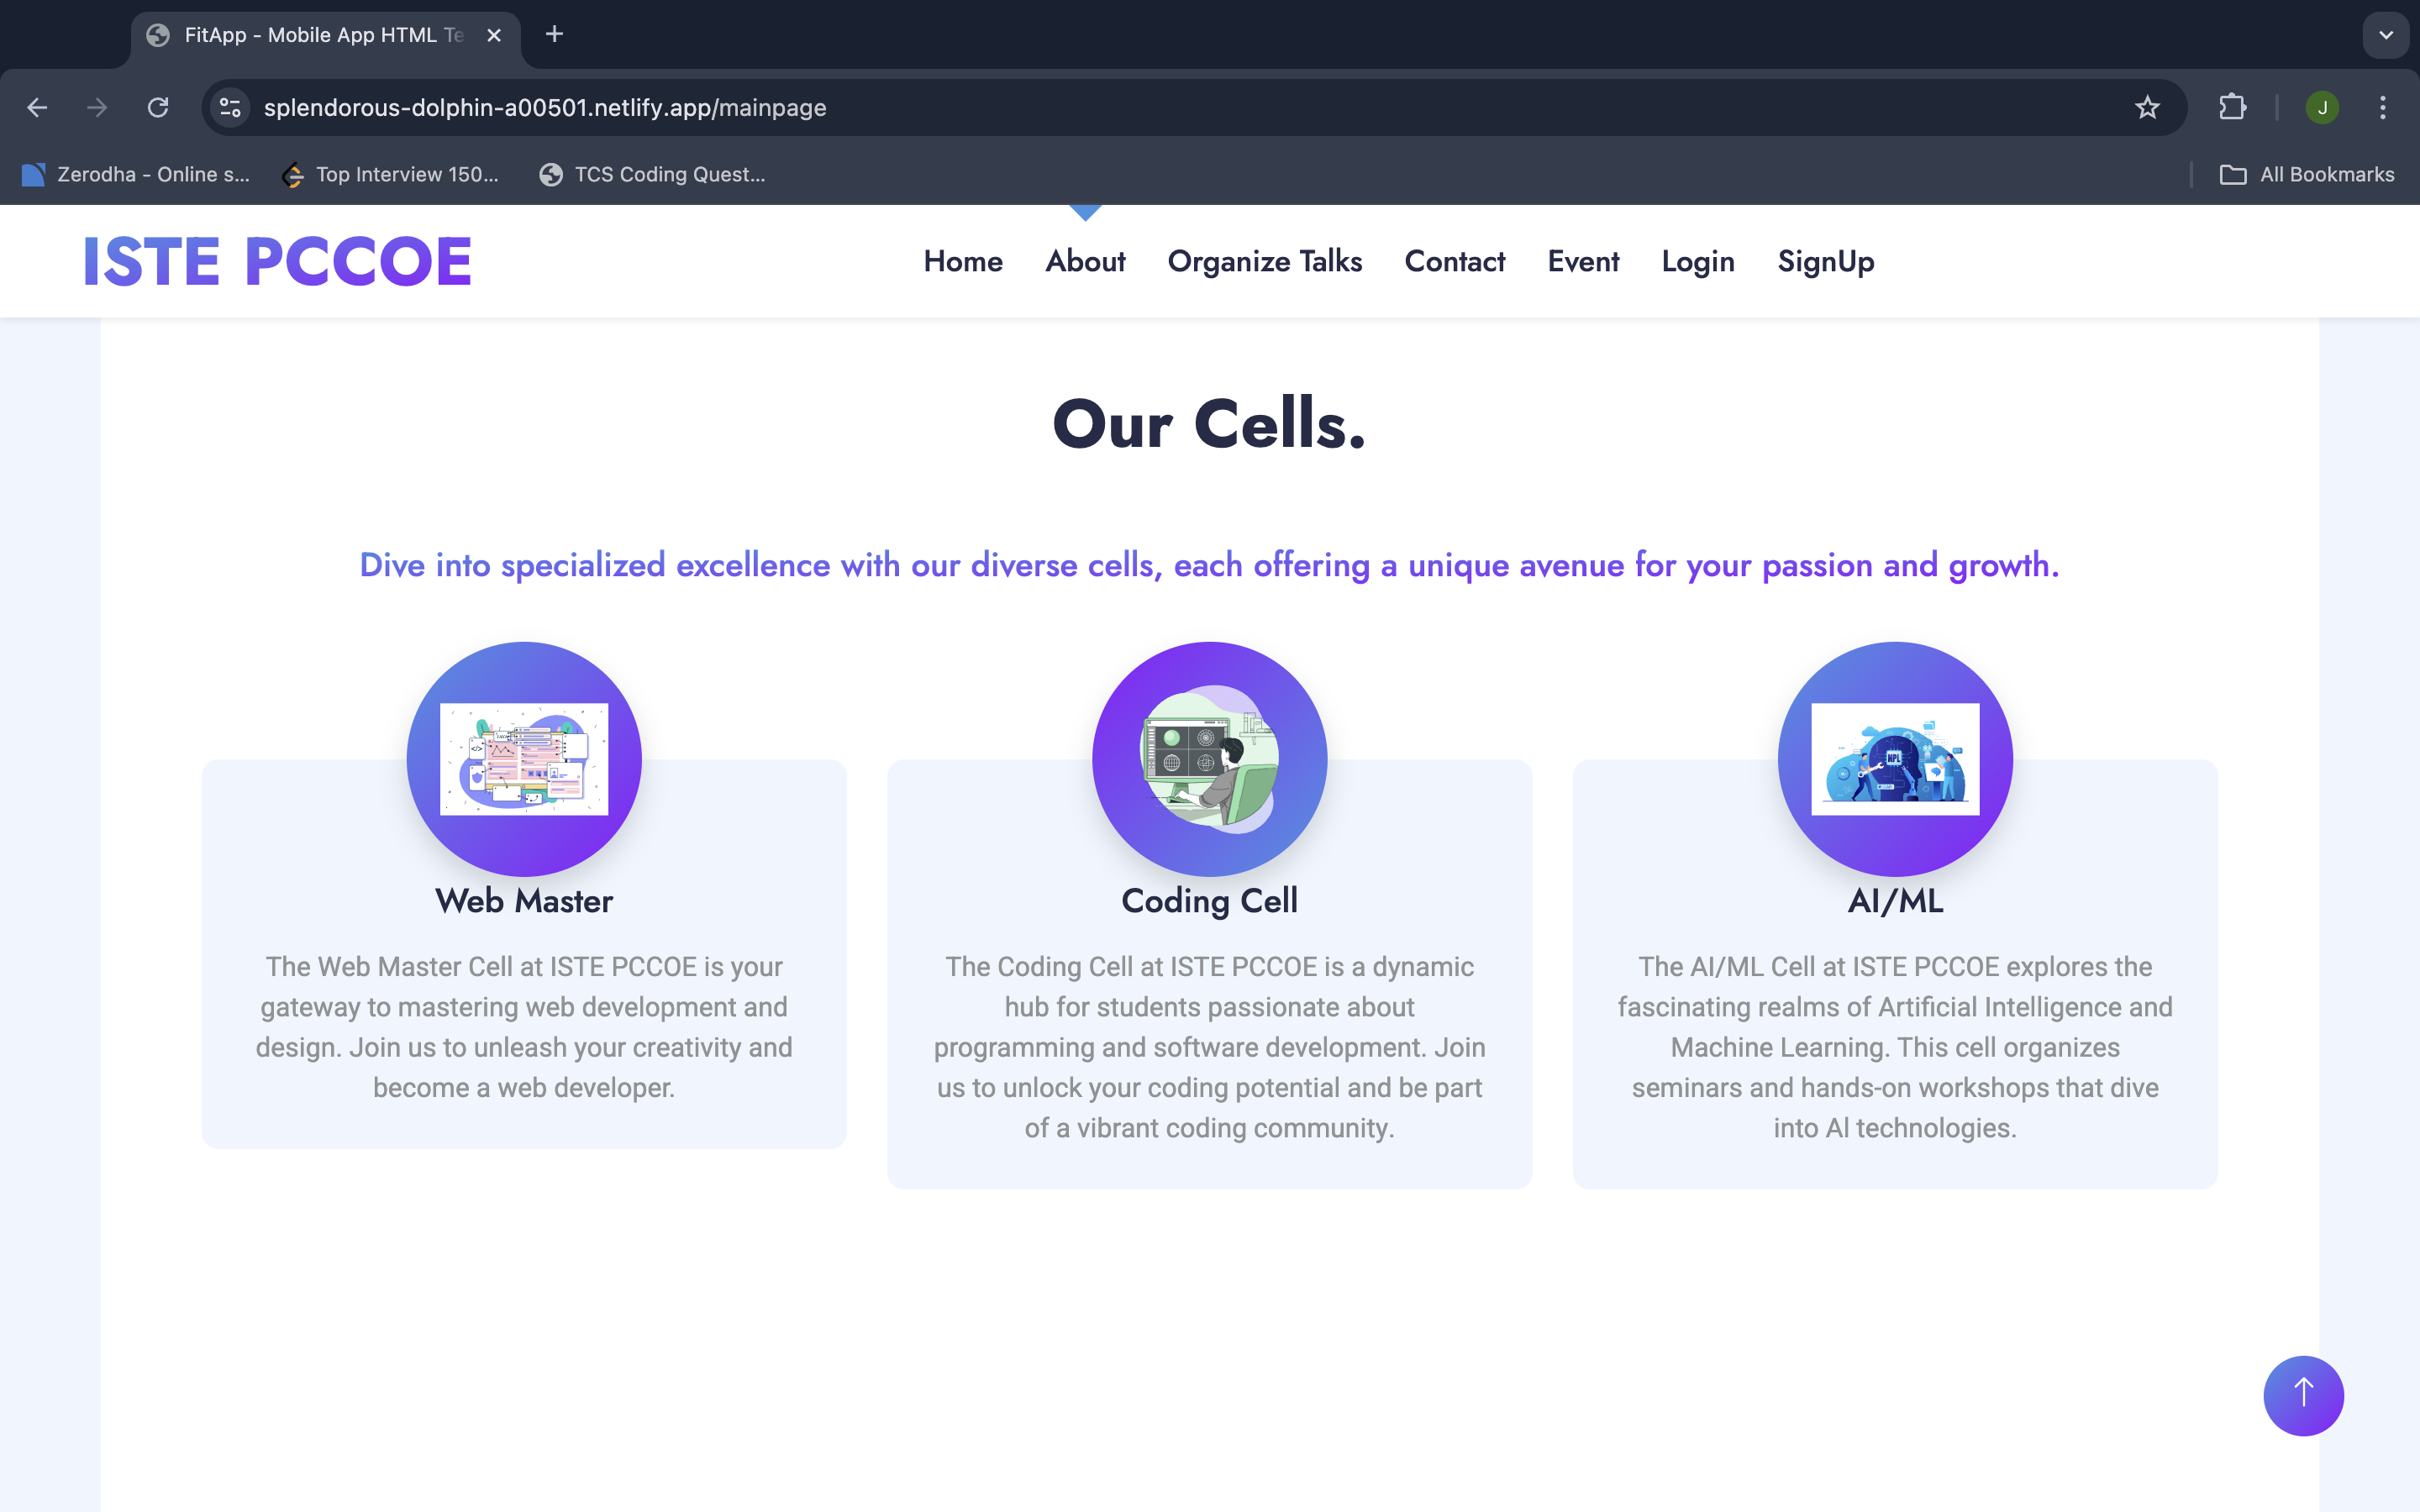 FitApp - Mobile App HTML Te
splendorous-dolphin-a00501.netlify.app/mainpage
J
Zerodha - Online s...
Top Interview 150...
TCS Coding Quest...
All Bookmarks
ISTE PCCOE
Home
About
Organize Talks
Contact
Event
Login
SignUp
Our Cells.
Dive into specialized excellence with our diverse cells, each offering a unique avenue for your passion and growth.
Web Master
The Web Master Cell at ISTE PCCOE is your
gateway to mastering web development and
design. Join us to unleash your creativity and
become a web developer.
Coding Cell
The Coding Cell at ISTE PCCOE is a dynamic
hub for students passionate about
programming and software development. Join
us to unlock your coding potential and be part
of a vibrant coding community.
AI/ML
The AI/ML Cell at ISTE PCCOE explores the
fascinating realms of Artificial Intelligence and
Machine Learning. This cell organizes
seminars and hands-on workshops that dive
into AI technologies.